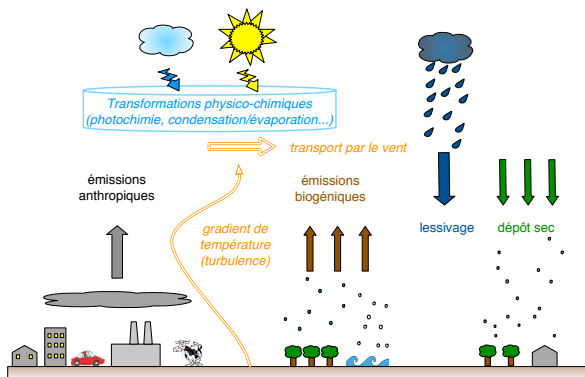 Transformations physico-chimiques
(photochimie, condensation/évaporation...)
transport par le vent
émissions
anthropiques
émissions
biogéniques
gradient de
température
(turbulence)
lessivage
dépôt sec